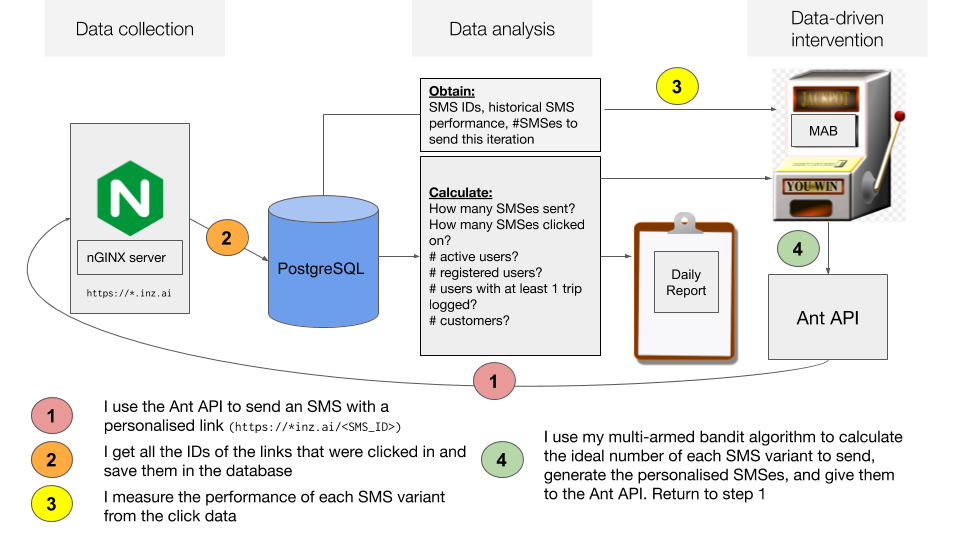 Data collection
Data analysis
Data-driven
intervention
Obtain:
SMS IDs, historical SMS
performance, #SMSes to
send this iteration
3
JACKPOT
MAB
YOU WIN
N
nGINX server
https://*.inz.ai
2
PostgreSQL
Calculate:
How many SMSes sent?
How many SMSes clicked
on?
# active users?
# registered users?
# users with at least 1 trip
logged?
# customers?
Daily
Report
4
Ant API
1
1
I use the Ant API to send an SMS with a
personalised link (https://*inz.ai/<SMS_ID>)
2
I get all the IDs of the links that were clicked in and
save them in the database
3
I measure the performance of each SMS variant
from the click data
4
I use my multi-armed bandit algorithm to calculate
the ideal number of each SMS variant to send,
generate the personalised SMSes, and give them
to the Ant API. Return to step 1